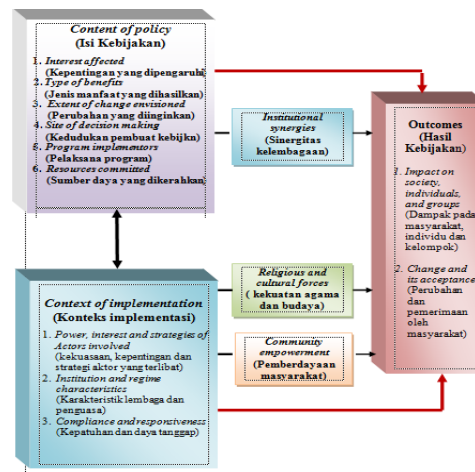 Content of policy
(Isi Kebijakan)
1. Interest affected
(Kepentingan yang dipengaruhi)
2. Type of benefits
(Jenis manfaat yang dihasilkan)
3. Extent of change envisioned
(Perubahan yang diinginkan)
4. Site of decision making
(Kedudukan pembuat kebijkn)
5. Program implementors
(Pelaksana program)
6. Resources committed
(Sumber daya yang dikerahkan)
Institutional
synergies
(Sinergitas
kelembagaan)
Outcomes
(Hasil
Kebijakan)
1. Impact on
society,
individuals,
and groups
(Dampak pada
masyarakat,
individu dan
kelompok)
2. Change and
its acceptance
(Perubahan
dan
pemerimaan
oleh
masyarakat)
Context of implementation
(Konteks implementasi)
1. Power, interest and strategies of
Actors involved
(kekuasaan, kepentingan dan
strategi aktor yang terlibat)
2. Institution and regime
characteristics
(Karakteristik lembaga dan
penguasa)
3. Compliance and responsiveness
(Kepatuhan dan daya tanggap)
Religious and
cultural forces
( kekuatan agama
dan budaya)
Community
empowerment
(Pemberdayaan
masyarakat)